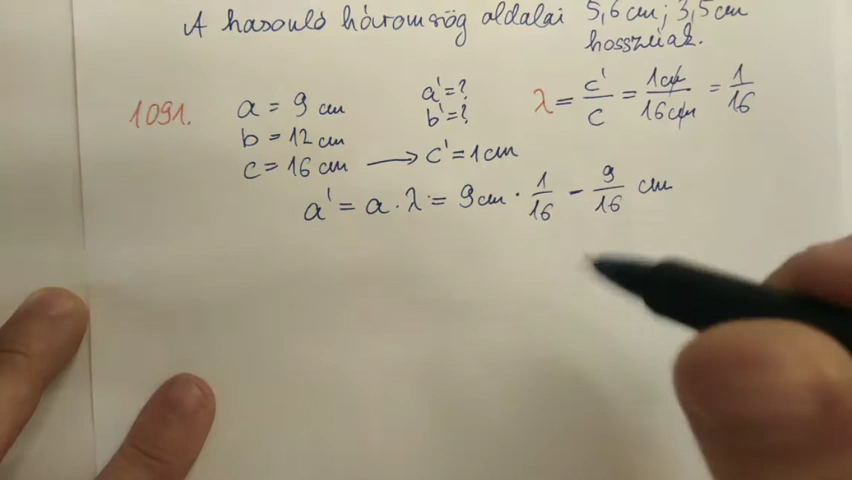 A hasonló háromszög oldalai 5,6 cm; 3,5 cm
hosszúak.
1091. a = 9 cm a' = ? λ = c'/c = 1cm/16cm = 1/16
b = 12 cm b' = ?
c = 16 cm → c' = 1 cm
a' = a · λ = 9 cm · 1/16 − 9/16 cm